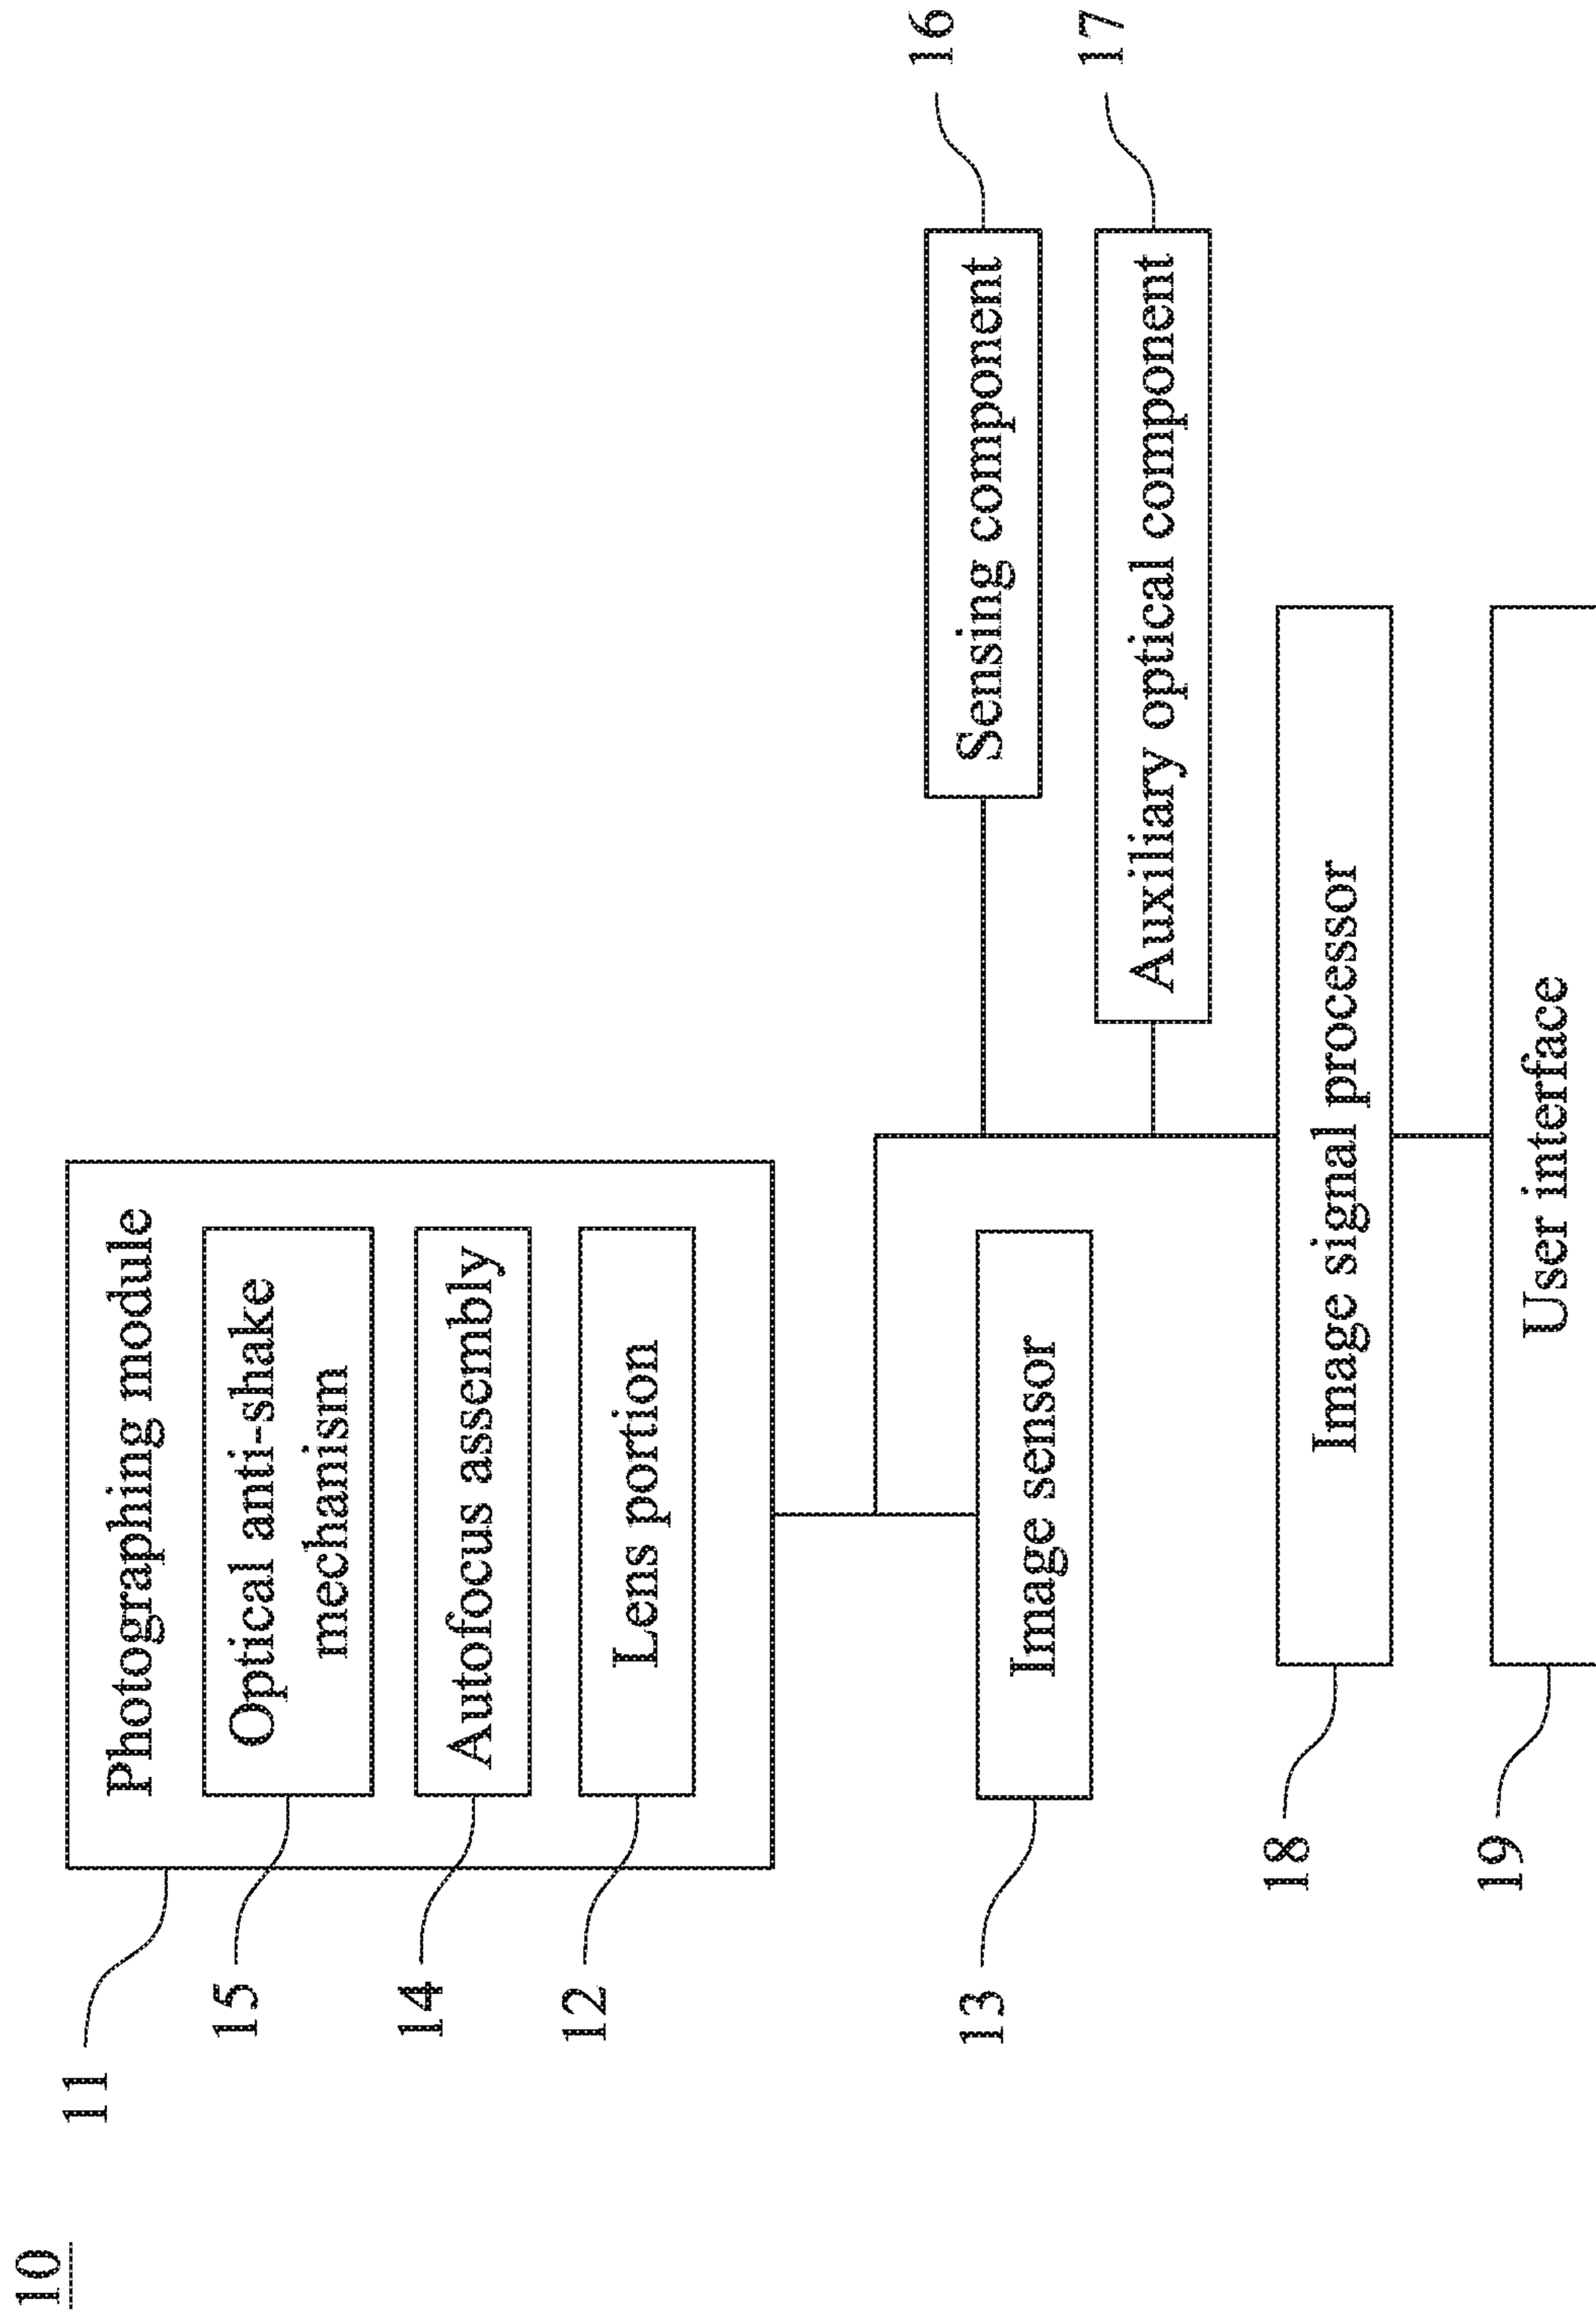 10
11
Photographing module
15
Optical anti-shake
mechanism
14
Autofocus assembly
12
Lens portion
16
Sensing component
13
Image sensor
17
Auxiliary optical component
18
Image signal processor
19
User interface